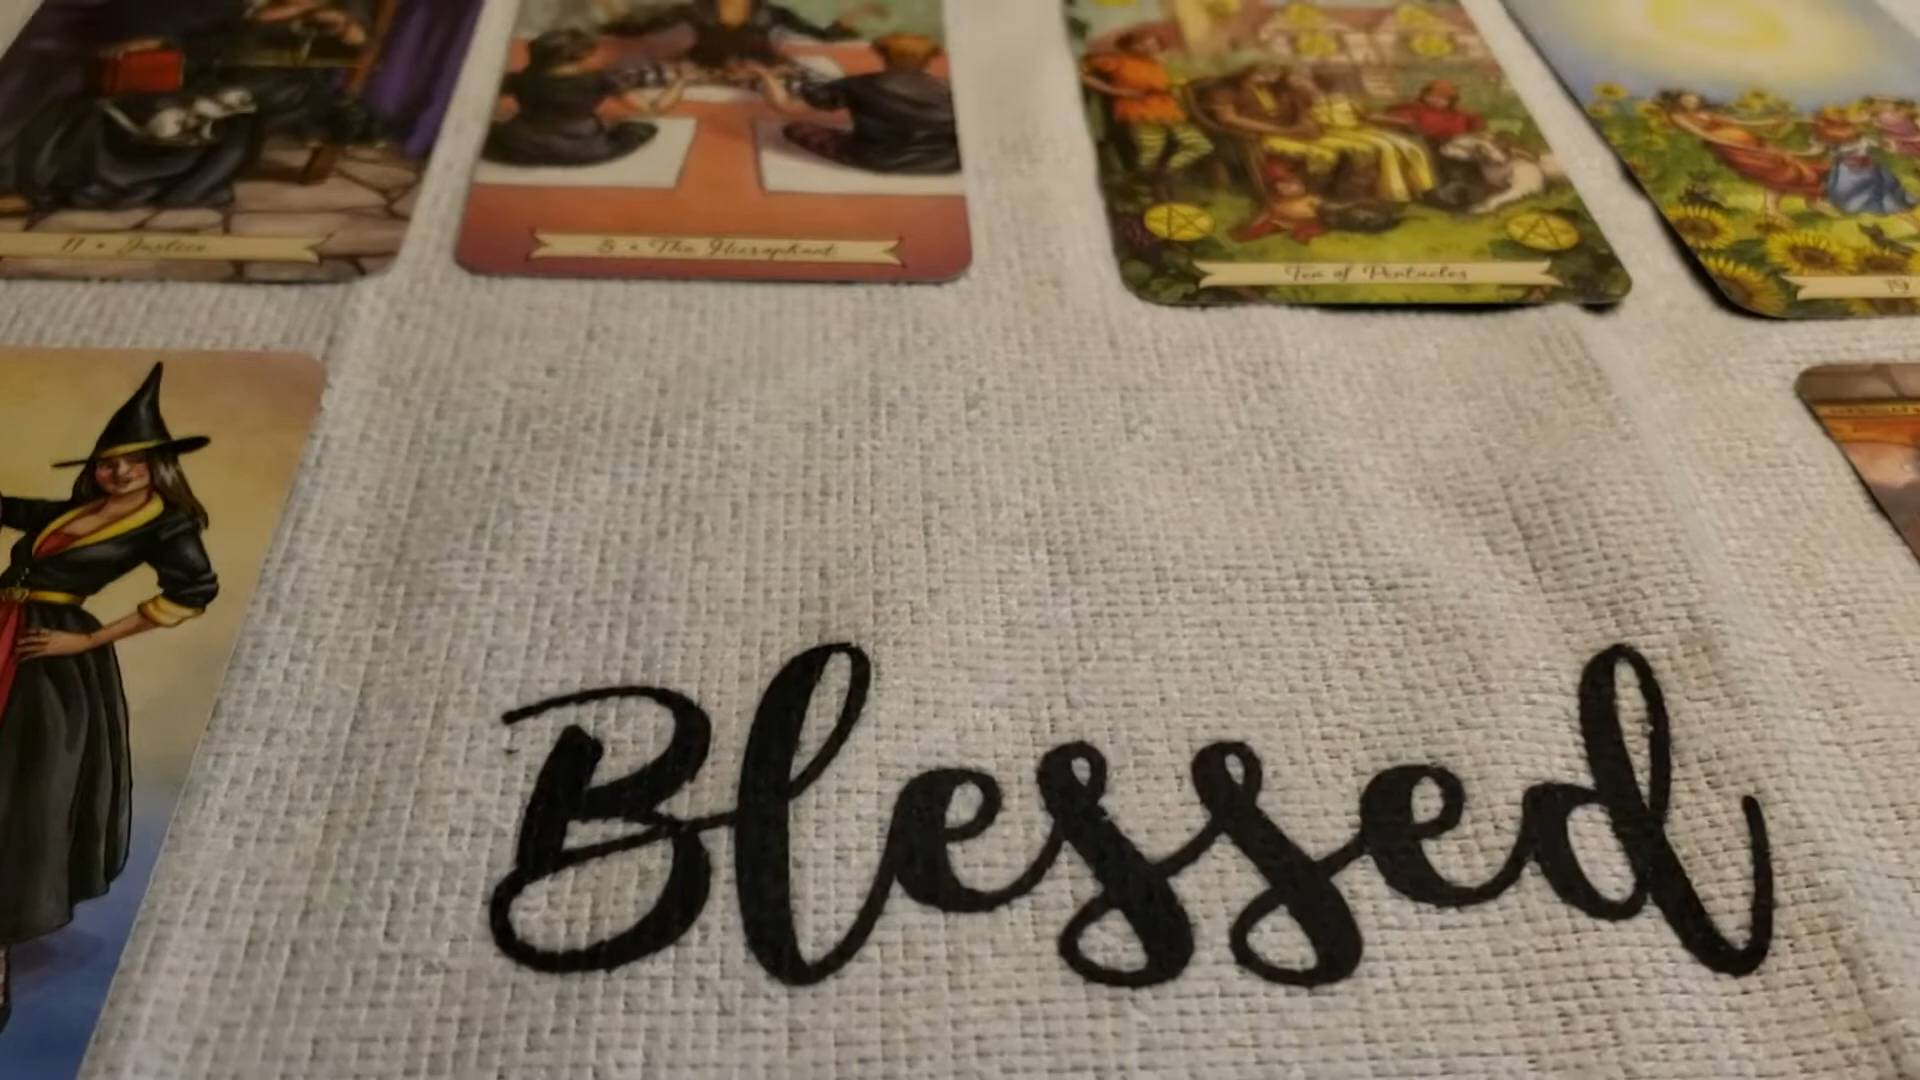 11 • Justice
5 • The Hierophant
Ten of Pentacles
19
Blessed